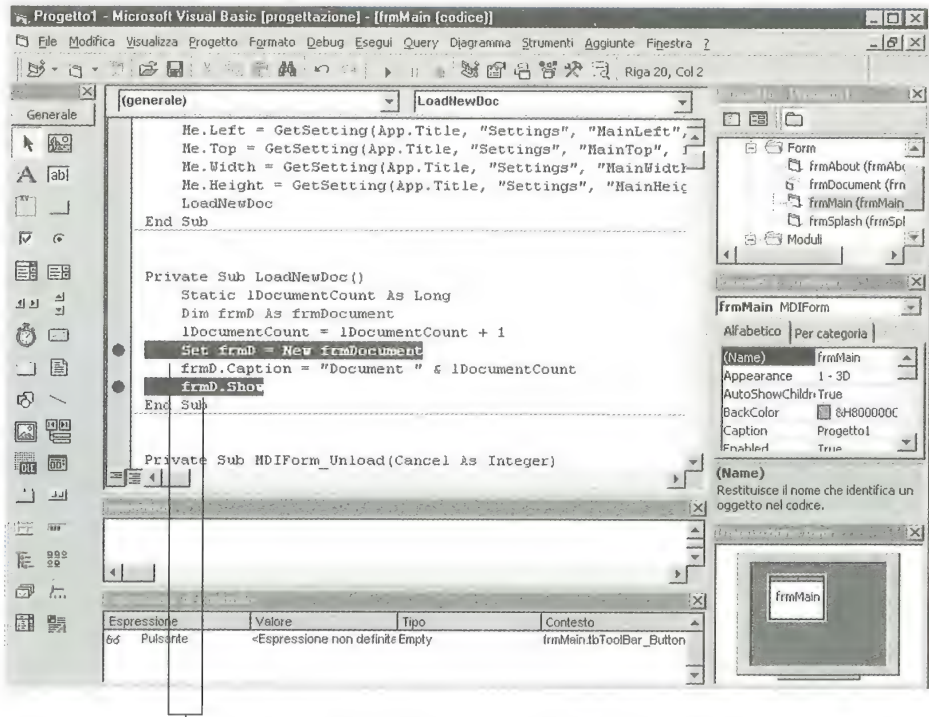 Progetto1 - Microsoft Visual Basic [progettazione] - [frmMain (codice)]
File Modifica Visualizza Progetto Formato Debug Esegui Query Diagramma Strumenti Aggiunte Finestra ?
Riga 20, Col 2
Generale
(generale) LoadNewDoc
Me.Left = GetSetting(App.Title, "Settings", "MainLeft",
Me.Top = GetSetting(App.Title, "Settings", "MainTop",
Me.Width = GetSetting(App.Title, "Settings", "MainWidth
Me.Height = GetSetting(App.Title, "Settings", "MainHeig
LoadNewDoc
End Sub
Private Sub LoadNewDoc()
Static lDocumentCount As Long
Dim frmD As frmDocument
lDocumentCount = lDocumentCount + 1
Set frmD = New frmDocument
frmD.Caption = "Document " & lDocumentCount
frmD.Show
End Sub
Private Sub MDIForm_Unload(Cancel As Integer)
Form
frmAbout (frmAbc
frmDocument (frn
frmMain (frmMain
frmSplash (frmSpl
Moduli
frmMain MDIForm
Alfabetico Per categoria
(Name) frmMain
Appearance 1 - 3D
AutoShowChildre True
BackColor &H800000C
Caption Progetto1
Enabled True
(Name)
Restituisce il nome che identifica un
oggetto nel codice.
frmMain
Espressione Valore Tipo Contesto
Pulsante <Espressione non definita Empty frmMain.tbToolBar_Button